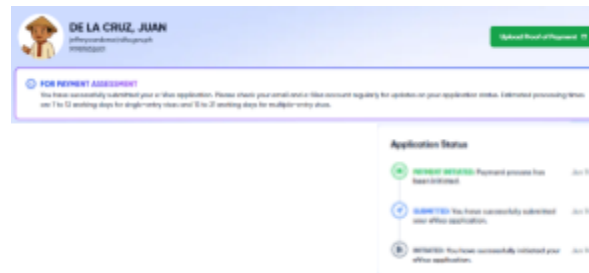 DE LA CRUZ, JUAN
Upload Proof of Payment
FOR PAYMENT ASSESSMENT
You have successfully submitted your e-Visa application. Please check your email and e-Visa account regularly for updates on your application status. Estimated processing times
are 7 to 12 working days for single-entry visas and 15 to 21 working days for multiple-entry visas.
Application Status
PAYMENT INITIATED: Payment process has
been initiated.
SUBMITTED: You have successfully submitted
your eVisa application.
INITIATED: You have successfully initiated your
eVisa application.